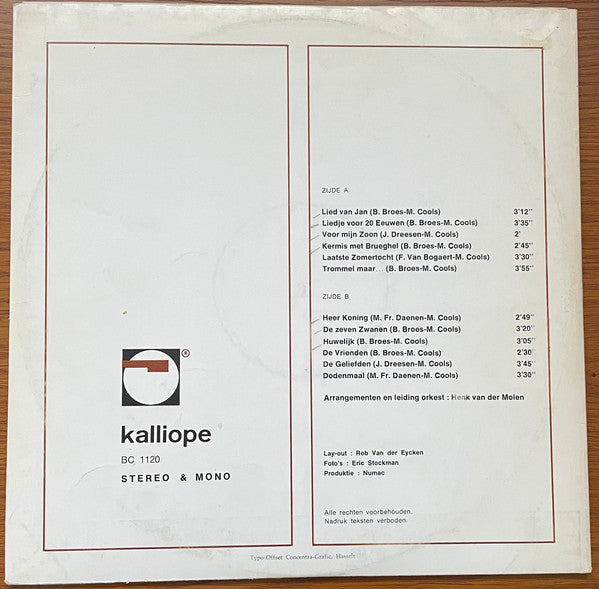 ZIJDE A
Lied van Jan (B. Broes-M. Cools) 3'12''
Liedje voor 20 Eeuwen (B. Broes-M. Cools) 3'35''
Voor mijn Zoon (J. Dreesen-M. Cools) 2'
Kermis met Brueghel (B. Broes-M. Cools) 2'45''
Laatste Zomertocht (F. Van Bogaert-M. Cools) 3'30''
Trommel maar... (B. Broes-M. Cools) 3'55''
ZIJDE B
Heer Koning (M. Fr. Daenen-M. Cools) 2'49''
De zeven Zwanen (B. Broes-M. Cools) 3'20''
Huwelijk (B. Broes-M. Cools) 3'05''
De Vrienden (B. Broes-M. Cools) 2'30'
De Geliefden (J. Dreesen-M. Cools) 3'45''
Dodenmaal (M. Fr. Daenen-M. Cools) 3'30''
Arrangementen en leiding orkest : Henk van der Molen
Lay-out : Rob Van der Eycken
Foto's : Eric Stockman
Produktie : Numac
Alle rechten voorbehouden.
Nadruk teksten verboden.
®
kalliope
BC 1120
STEREO & MONO
Typo-Offset Concentra-Grafic, Hasselt